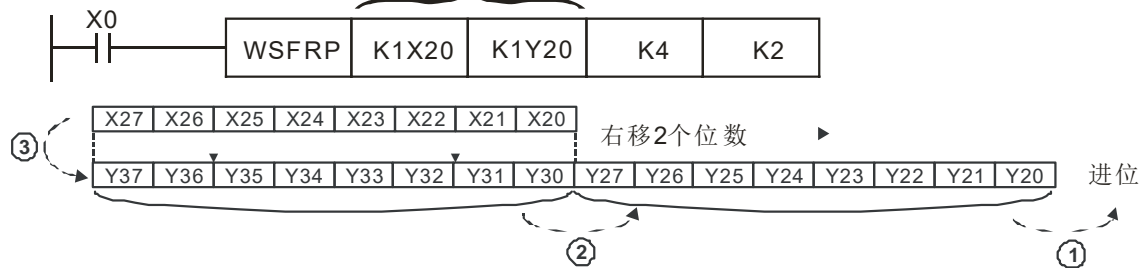 X0
WSFRP K1X20 K1Y20 K4 K2
X27 X26 X25 X24 X23 X22 X21 X20
右移2个位数
3
Y37 Y36 Y35 Y34 Y33 Y32 Y31 Y30 Y27 Y26 Y25 Y24 Y23 Y22 Y21 Y20 进位
2 1